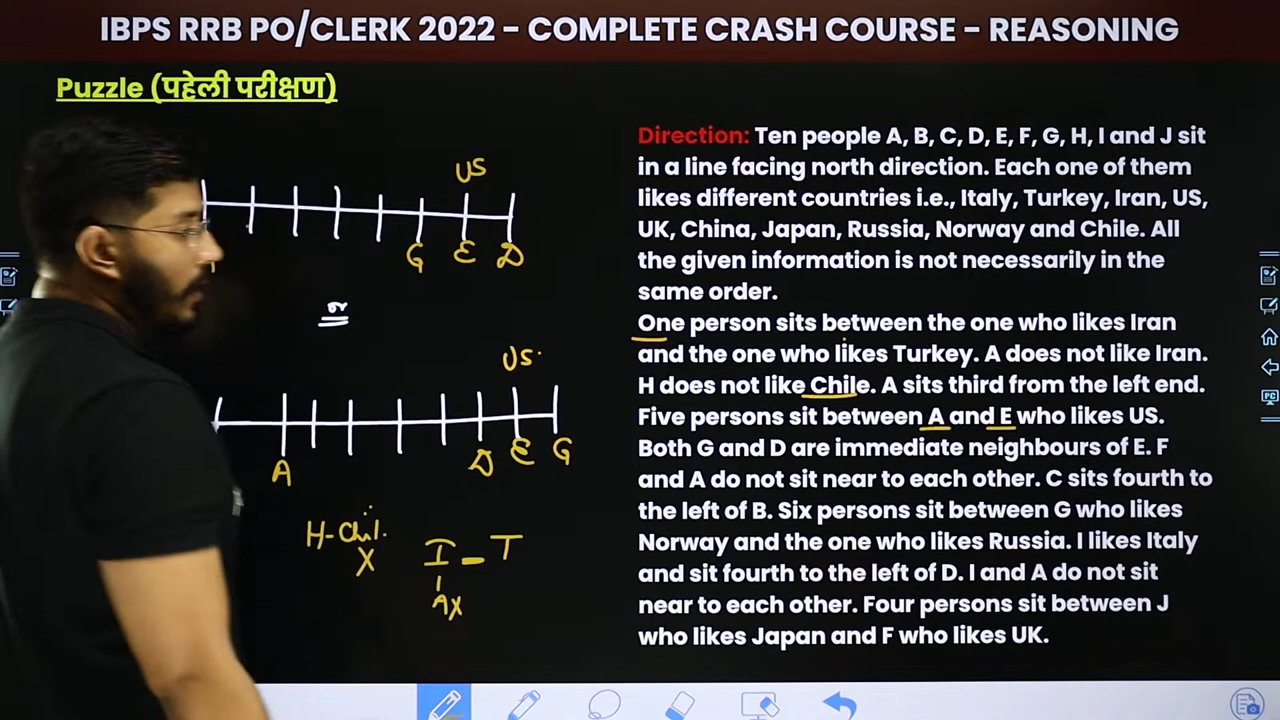 IBPS RRB PO/CLERK 2022 - COMPLETE CRASH COURSE - REASONING
Puzzle (पहेली परीक्षण)
US
G E D
or
US
A D E G
H-Chil.
X
I - T
AX
Direction: Ten people A, B, C, D, E, F, G, H, I and J sit
in a line facing north direction. Each one of them
likes different countries i.e., Italy, Turkey, Iran, US,
UK, China, Japan, Russia, Norway and Chile. All
the given information is not necessarily in the
same order.
One person sits between the one who likes Iran
and the one who likes Turkey. A does not like Iran.
H does not like Chile. A sits third from the left end.
Five persons sit between A and E who likes US.
Both G and D are immediate neighbours of E. F
and A do not sit near to each other. C sits fourth to
the left of B. Six persons sit between G who likes
Norway and the one who likes Russia. I likes Italy
and sit fourth to the left of D. I and A do not sit
near to each other. Four persons sit between J
who likes Japan and F who likes UK.
PC